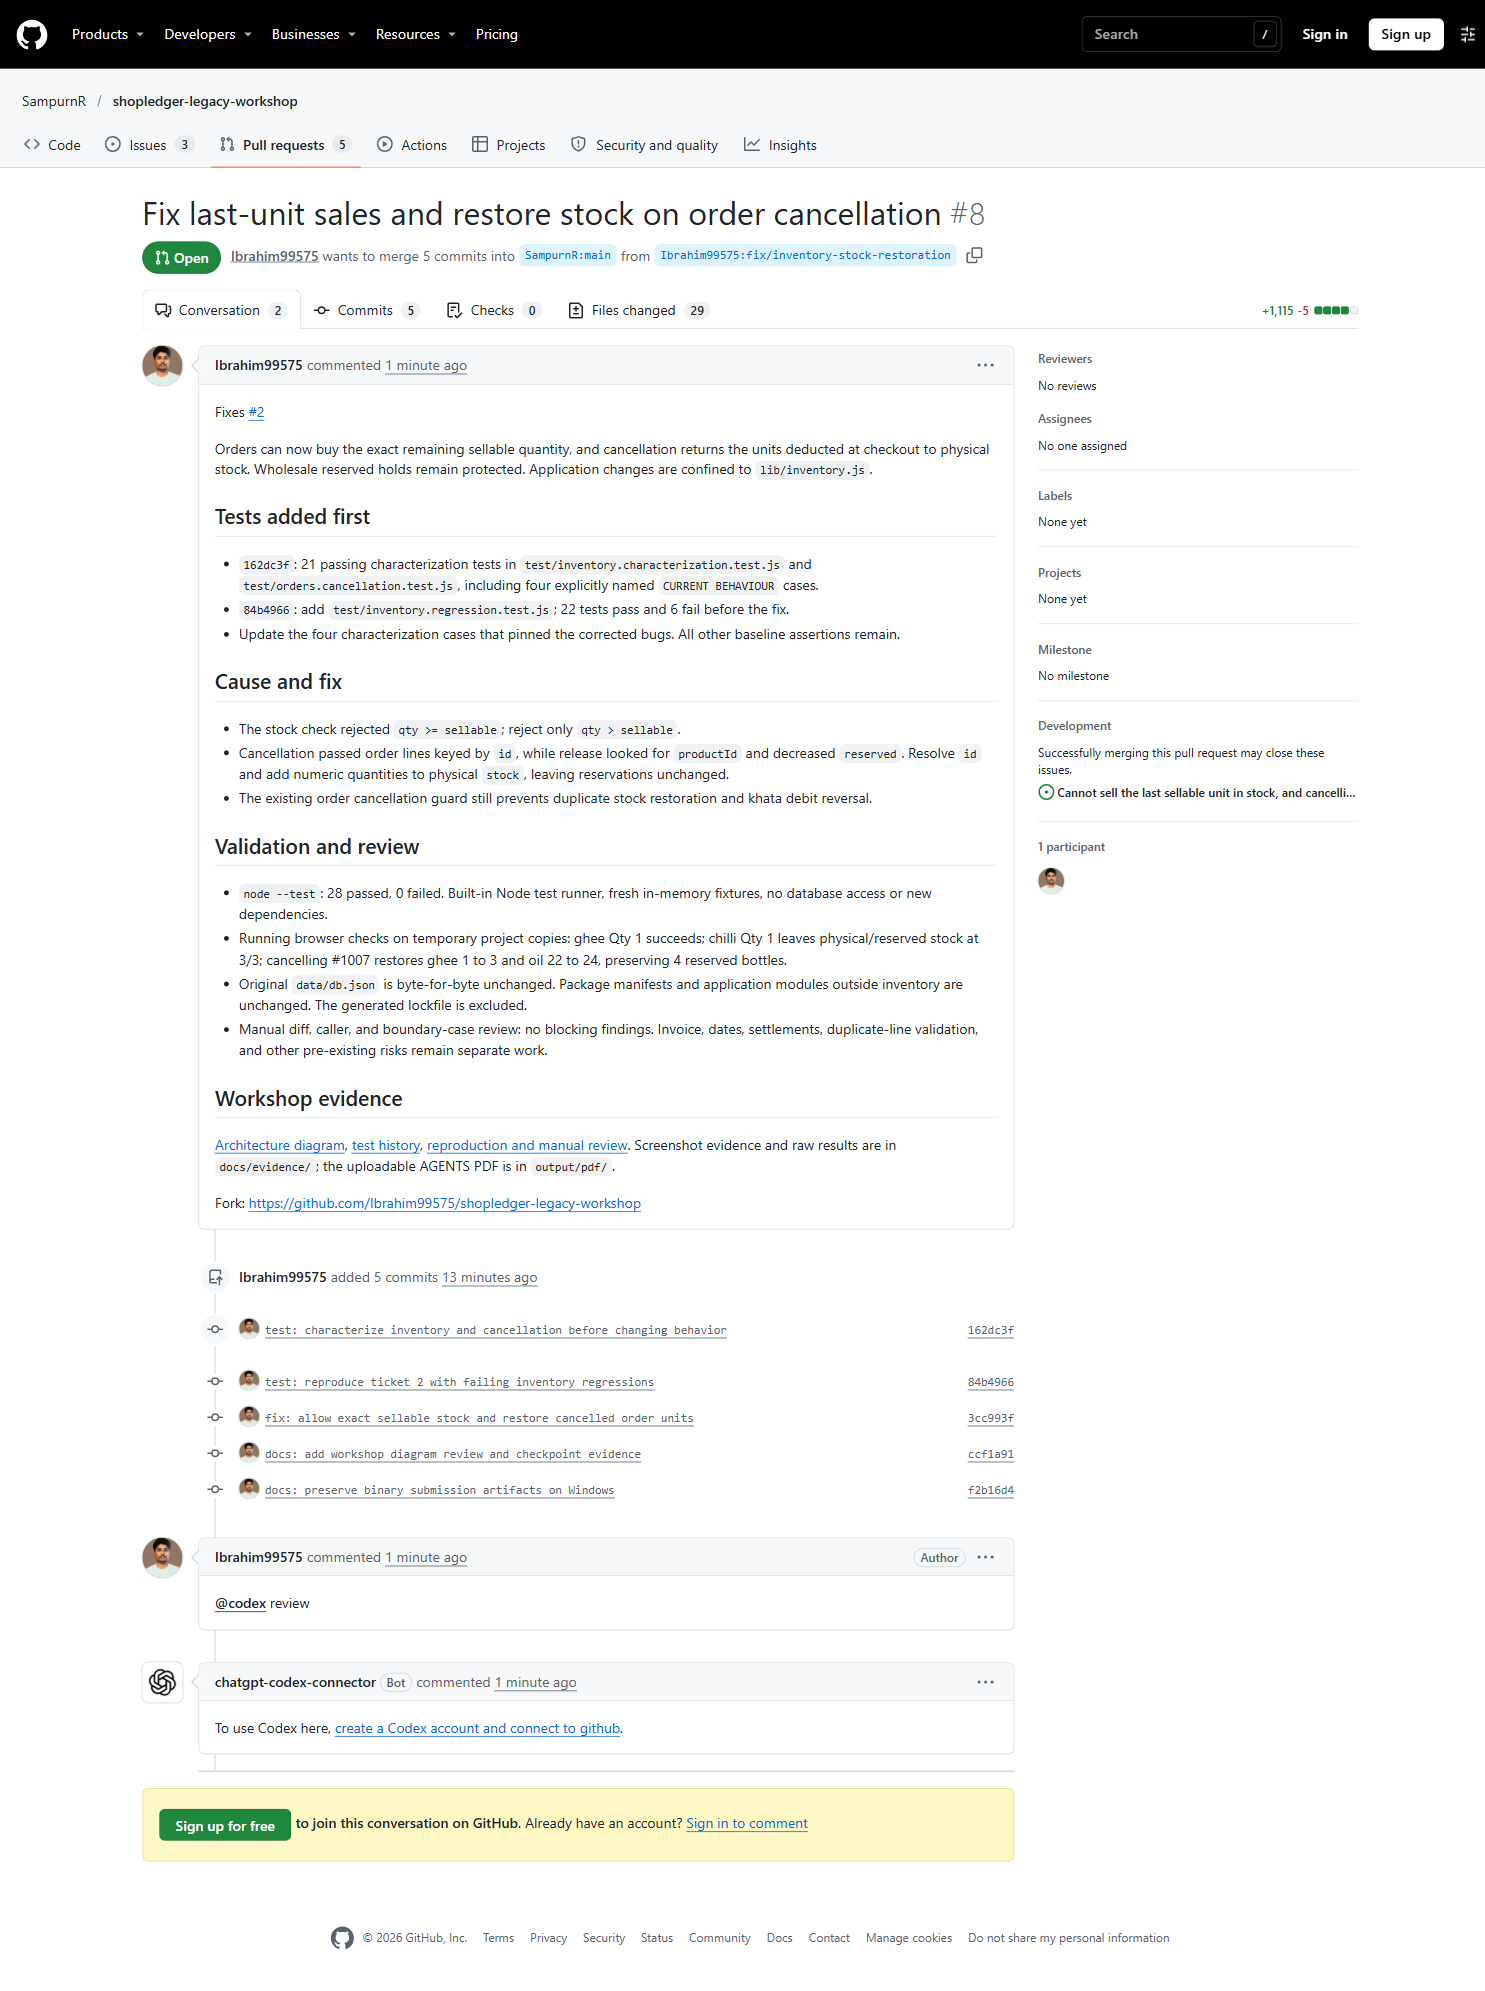 Products Developers Businesses Resources Pricing Search / Sign in Sign up
SampurnR / shopledger-legacy-workshop
Code Issues 3 Pull requests 5 Actions Projects Security and quality Insights
Fix last-unit sales and restore stock on order cancellation #8
Open Ibrahim99575 wants to merge 5 commits into SampurnR:main from Ibrahim99575:fix/inventory-stock-restoration
Conversation 2 Commits 5 Checks 0 Files changed 29 +1,115 -5
Ibrahim99575 commented 1 minute ago
Fixes #2
Orders can now buy the exact remaining sellable quantity, and cancellation returns the units deducted at checkout to physical
stock. Wholesale reserved holds remain protected. Application changes are confined to lib/inventory.js.
Tests added first
162dc3f: 21 passing characterization tests in test/inventory.characterization.test.js and
test/orders.cancellation.test.js, including four explicitly named CURRENT BEHAVIOUR cases.
84b4966: add test/inventory.regression.test.js; 22 tests pass and 6 fail before the fix.
Update the four characterization cases that pinned the corrected bugs. All other baseline assertions remain.
Cause and fix
The stock check rejected qty >= sellable; reject only qty > sellable.
Cancellation passed order lines keyed by id, while release looked for productId and decreased reserved. Resolve id
and add numeric quantities to physical stock, leaving reservations unchanged.
The existing order cancellation guard still prevents duplicate stock restoration and khata debit reversal.
Validation and review
node --test: 28 passed, 0 failed. Built-in Node test runner, fresh in-memory fixtures, no database access or new
dependencies.
Running browser checks on temporary project copies: ghee Qty 1 succeeds; chilli Qty 1 leaves physical/reserved stock at
3/3; cancelling #1007 restores ghee 1 to 3 and oil 22 to 24, preserving 4 reserved bottles.
Original data/db.json is byte-for-byte unchanged. Package manifests and application modules outside inventory are
unchanged. The generated lockfile is excluded.
Manual diff, caller, and boundary-case review: no blocking findings. Invoice, dates, settlements, duplicate-line validation,
and other pre-existing risks remain separate work.
Workshop evidence
Architecture diagram, test history, reproduction and manual review. Screenshot evidence and raw results are in
docs/evidence/; the uploadable AGENTS PDF is in output/pdf/.
Fork: https://github.com/Ibrahim99575/shopledger-legacy-workshop
Reviewers
No reviews
Assignees
No one assigned
Labels
None yet
Projects
None yet
Milestone
No milestone
Development
Successfully merging this pull request may close these
issues.
Cannot sell the last sellable unit in stock, and cancelli...
1 participant
Ibrahim99575 added 5 commits 13 minutes ago
test: characterize inventory and cancellation before changing behavior 162dc3f
test: reproduce ticket 2 with failing inventory regressions 84b4966
fix: allow exact sellable stock and restore cancelled order units 3cc993f
docs: add workshop diagram review and checkpoint evidence ccf1a91
docs: preserve binary submission artifacts on Windows f2b16d4
Ibrahim99575 commented 1 minute ago Author
@codex review
chatgpt-codex-connector Bot commented 1 minute ago
To use Codex here, create a Codex account and connect to github.
Sign up for free to join this conversation on GitHub. Already have an account? Sign in to comment
© 2026 GitHub, Inc. Terms Privacy Security Status Community Docs Contact Manage cookies Do not share my personal information